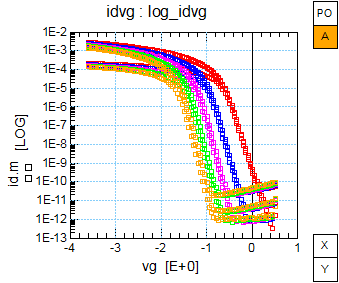 idvg : log_idvg
PO
A
1E-2
1E-3
1E-4
1E-5
1E-6
1E-7
1E-8
1E-9
1E-10
1E-11
1E-12
1E-13
id.m [LOG]
-4 -3 -2 -1 0 1
vg [E+0]
X
Y